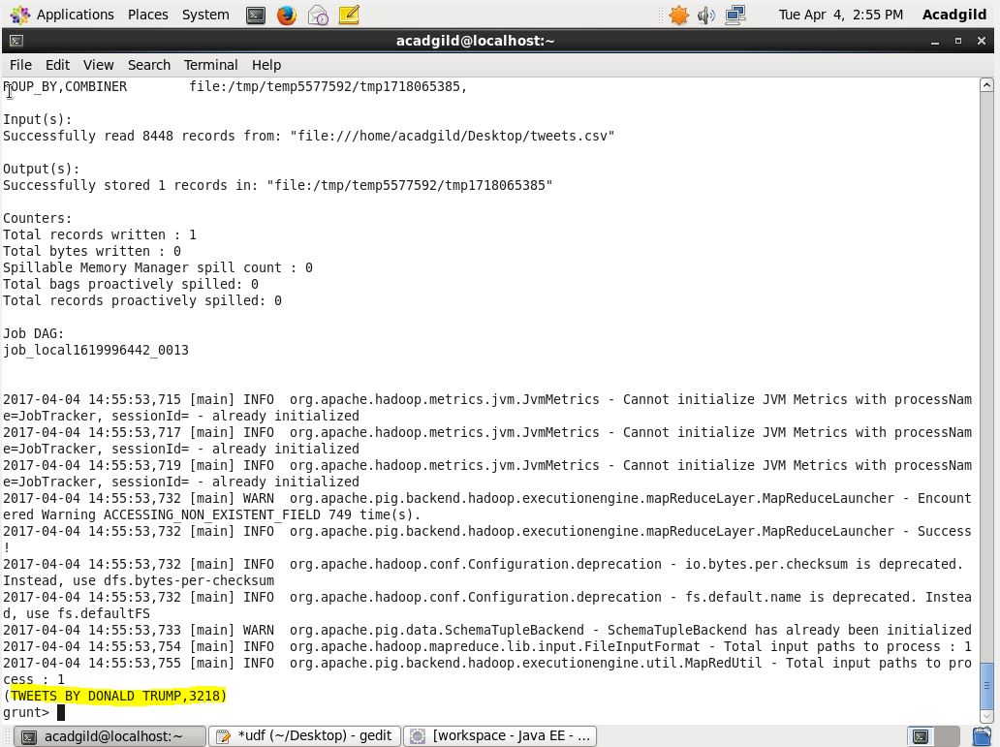 Applications Places System Tue Apr 4, 2:55 PM Acadgild
acadgild@localhost:~
File Edit View Search Terminal Help
ROUP_BY,COMBINER file:/tmp/temp5577592/tmp1718065385,
Input(s):
Successfully read 8448 records from: "file:///home/acadgild/Desktop/tweets.csv"
Output(s):
Successfully stored 1 records in: "file:/tmp/temp5577592/tmp1718065385"
Counters:
Total records written : 1
Total bytes written : 0
Spillable Memory Manager spill count : 0
Total bags proactively spilled: 0
Total records proactively spilled: 0
Job DAG:
job_local1619996442_0013
2017-04-04 14:55:53,715 [main] INFO org.apache.hadoop.metrics.jvm.JvmMetrics - Cannot initialize JVM Metrics with processNam
e=JobTracker, sessionId= - already initialized
2017-04-04 14:55:53,717 [main] INFO org.apache.hadoop.metrics.jvm.JvmMetrics - Cannot initialize JVM Metrics with processNam
e=JobTracker, sessionId= - already initialized
2017-04-04 14:55:53,719 [main] INFO org.apache.hadoop.metrics.jvm.JvmMetrics - Cannot initialize JVM Metrics with processNam
e=JobTracker, sessionId= - already initialized
2017-04-04 14:55:53,732 [main] WARN org.apache.pig.backend.hadoop.executionengine.mapReduceLayer.MapReduceLauncher - Encount
ered Warning ACCESSING_NON_EXISTENT_FIELD 749 time(s).
2017-04-04 14:55:53,732 [main] INFO org.apache.pig.backend.hadoop.executionengine.mapReduceLayer.MapReduceLauncher - Success
!
2017-04-04 14:55:53,732 [main] INFO org.apache.hadoop.conf.Configuration.deprecation - io.bytes.per.checksum is deprecated.
Instead, use dfs.bytes-per-checksum
2017-04-04 14:55:53,732 [main] INFO org.apache.hadoop.conf.Configuration.deprecation - fs.default.name is deprecated. Instea
d, use fs.defaultFS
2017-04-04 14:55:53,733 [main] WARN org.apache.pig.data.SchemaTupleBackend - SchemaTupleBackend has already been initialized
2017-04-04 14:55:53,754 [main] INFO org.apache.hadoop.mapreduce.lib.input.FileInputFormat - Total input paths to process : 1
2017-04-04 14:55:53,755 [main] INFO org.apache.pig.backend.hadoop.executionengine.util.MapRedUtil - Total input paths to pro
cess : 1
(TWEETS BY DONALD TRUMP,3218)
grunt>
acadgild@localhost:~ *udf (~/Desktop) - gedit [workspace - Java EE - ...